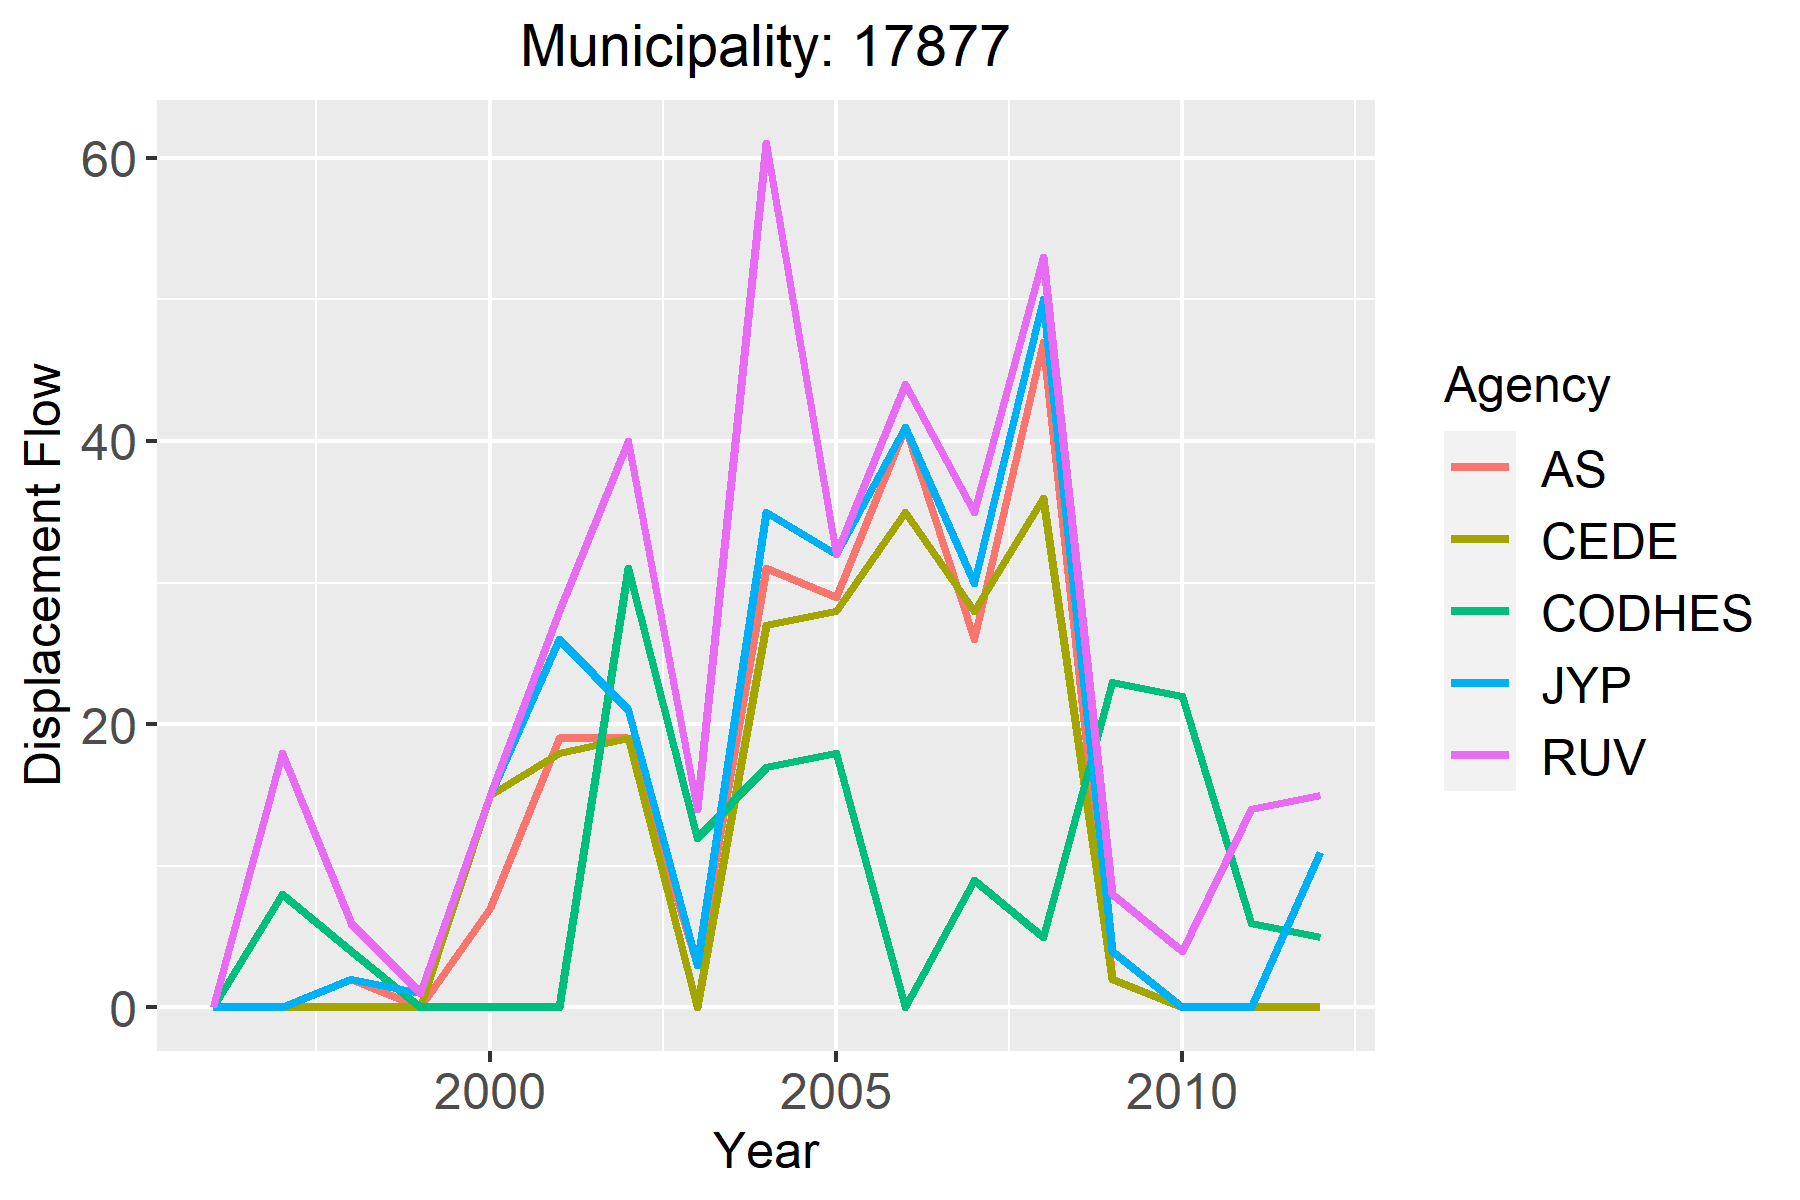 Municipality: 17877
Displacement Flow
60
40
20
0
2000 2005 2010
Year
Agency
AS
CEDE
CODHES
JYP
RUV